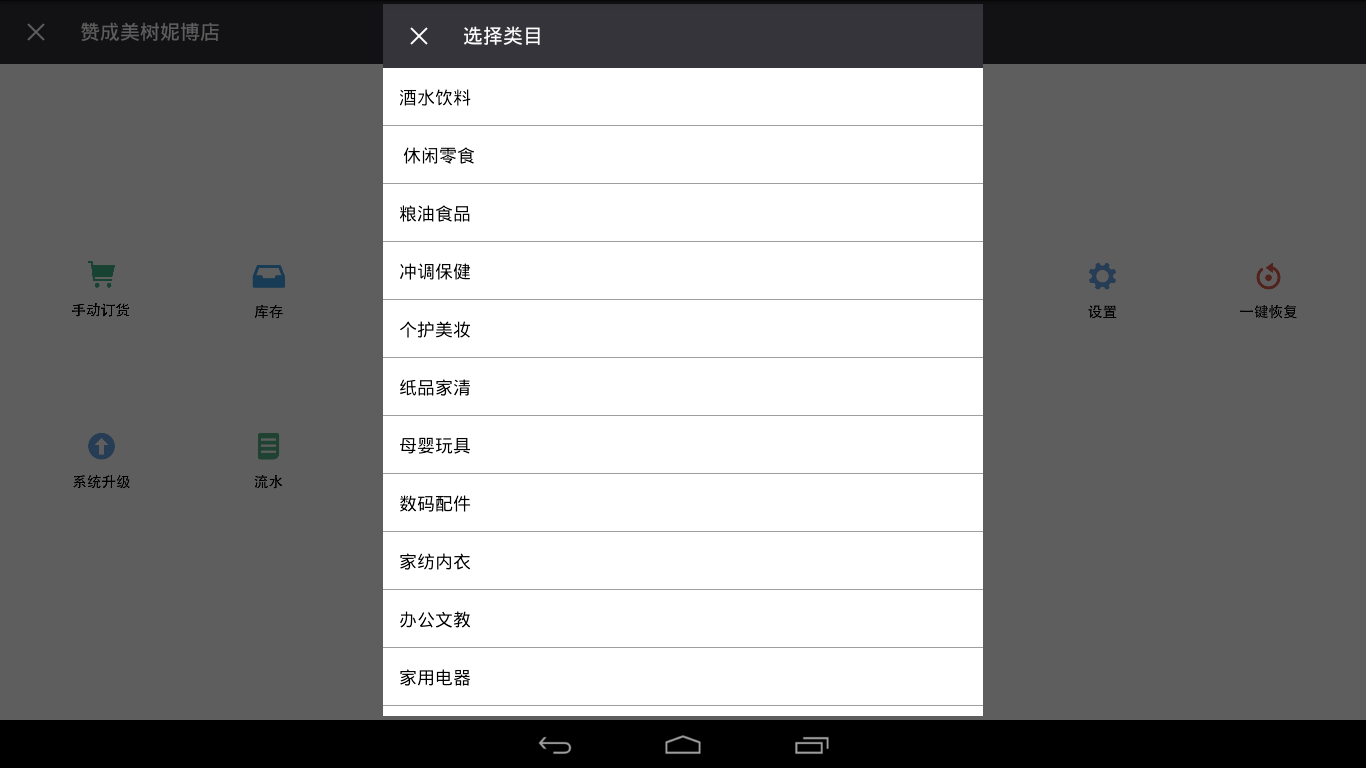 赞成美树妮博店
选择类目
酒水饮料
休闲零食
粮油食品
冲调保健
个护美妆
纸品家清
母婴玩具
数码配件
家纺内衣
办公文教
家用电器
手动订货
库存
设置
一键恢复
系统升级
流水